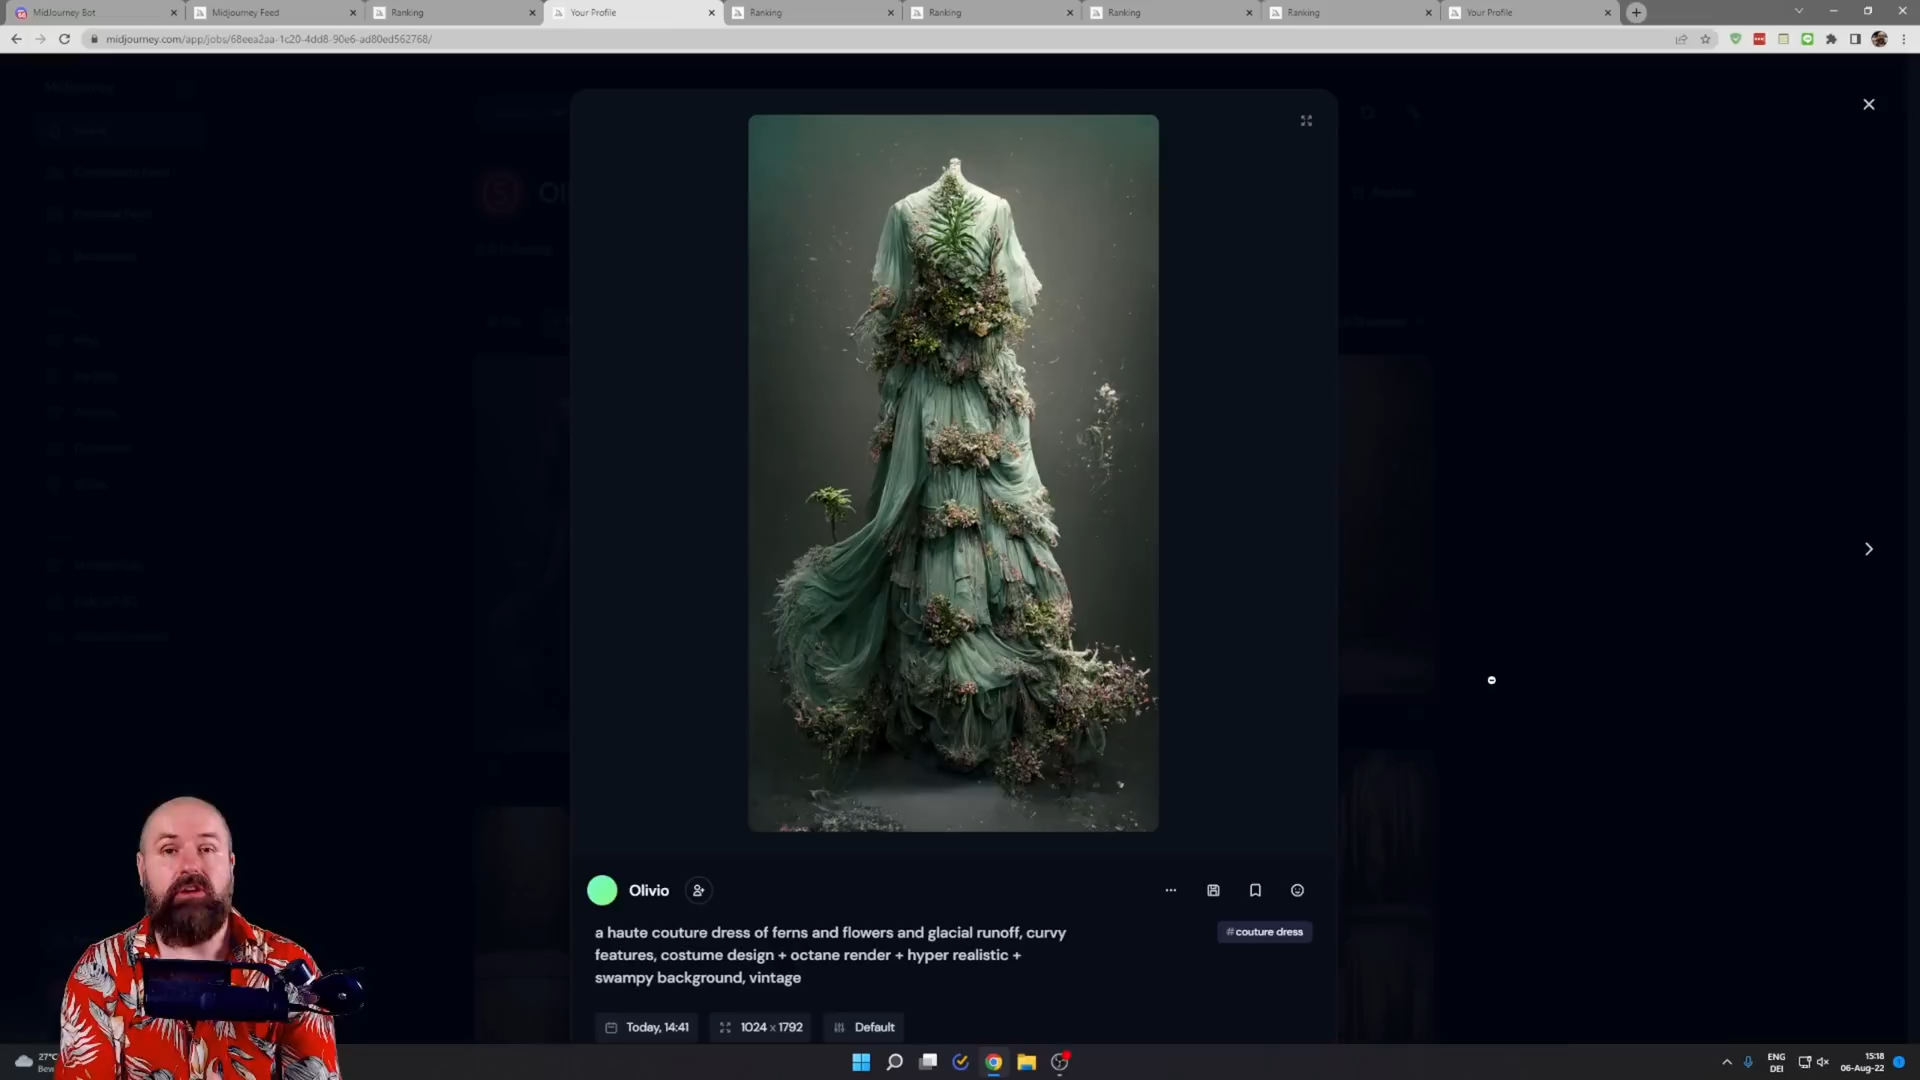 MidJourney Bot
Midjourney Feed
Ranking
Your Profile
Ranking
Ranking
Ranking
Ranking
Your Profile
midjourney.com/app/jobs/68eea2aa-1c20-4dd8-90e6-ad80ed562768/
Midjourney
Olivio
a haute couture dress of ferns and flowers and glacial runoff, curvy
features, costume design + octane render + hyper realistic +
swampy background, vintage
#couture dress
Today, 14:41
1024 x 1792
Default
27°C
ENG
DEI
15:18
06-Aug-22